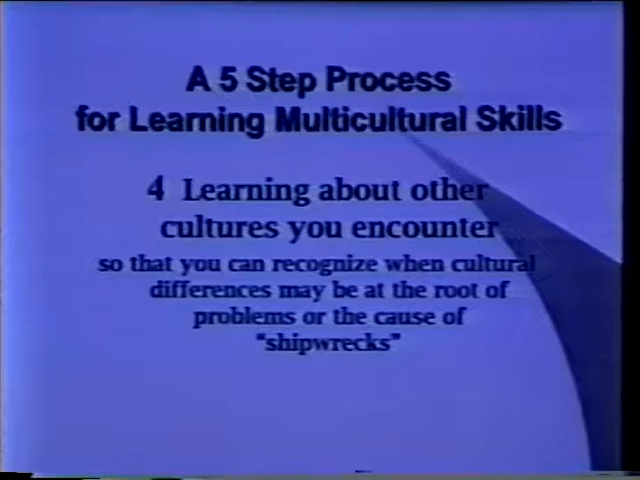 A 5 Step Process
for Learning Multicultural Skills
4 Learning about other
cultures you encounter
so that you can recognize when cultural
differences may be at the root of
problems or the cause of
"shipwrecks"